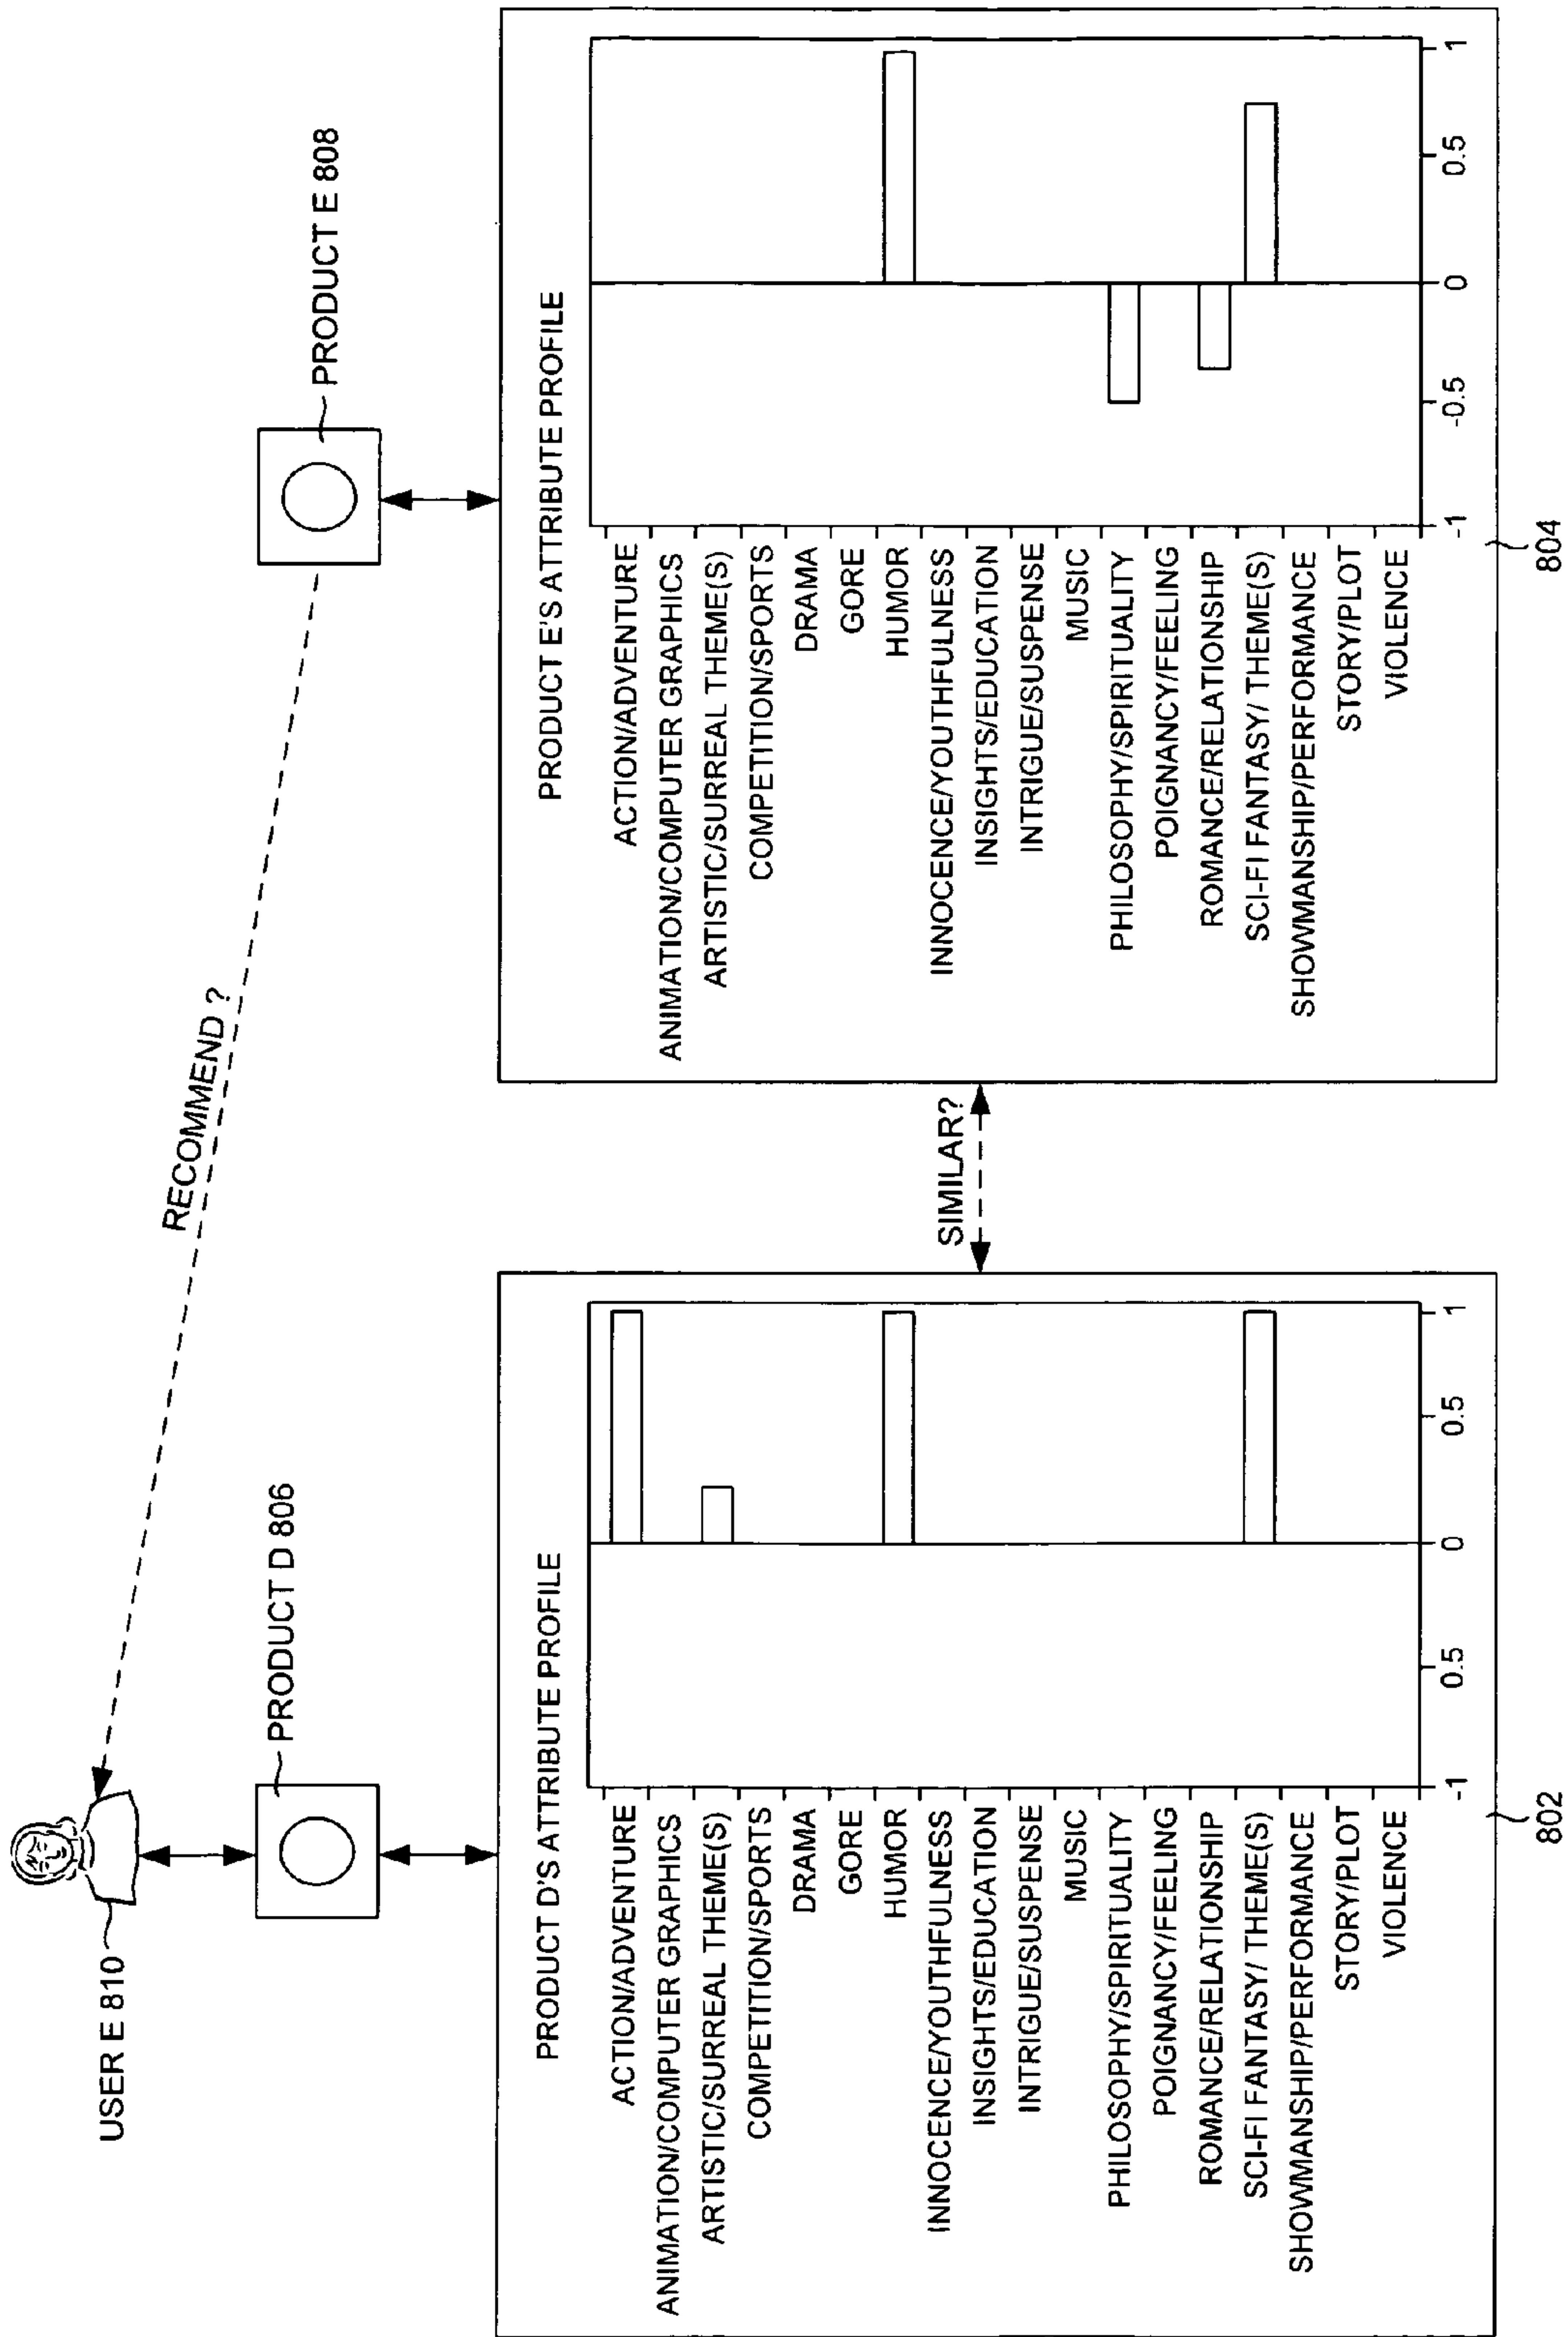 USER E 810
PRODUCT D 806
RECOMMEND ?
PRODUCT E 808
PRODUCT D'S ATTRIBUTE PROFILE
ACTION/ADVENTURE
ANIMATION/COMPUTER GRAPHICS
ARTISTIC/SURREAL THEME(S)
COMPETITION/SPORTS
DRAMA
GORE
HUMOR
INNOCENCE/YOUTHFULNESS
INSIGHTS/EDUCATION
INTRIGUE/SUSPENSE
MUSIC
PHILOSOPHY/SPIRITUALITY
POIGNANCY/FEELING
ROMANCE/RELATIONSHIP
SCI-FI FANTASY/ THEME(S)
SHOWMANSHIP/PERFORMANCE
STORY/PLOT
VIOLENCE
-1 0.5 0 0.5 1
802
SIMILAR?
PRODUCT E'S ATTRIBUTE PROFILE
ACTION/ADVENTURE
ANIMATION/COMPUTER GRAPHICS
ARTISTIC/SURREAL THEME(S)
COMPETITION/SPORTS
DRAMA
GORE
HUMOR
INNOCENCE/YOUTHFULNESS
INSIGHTS/EDUCATION
INTRIGUE/SUSPENSE
MUSIC
PHILOSOPHY/SPIRITUALITY
POIGNANCY/FEELING
ROMANCE/RELATIONSHIP
SCI-FI FANTASY/ THEME(S)
SHOWMANSHIP/PERFORMANCE
STORY/PLOT
VIOLENCE
-1 -0.5 0 0.5 1
804